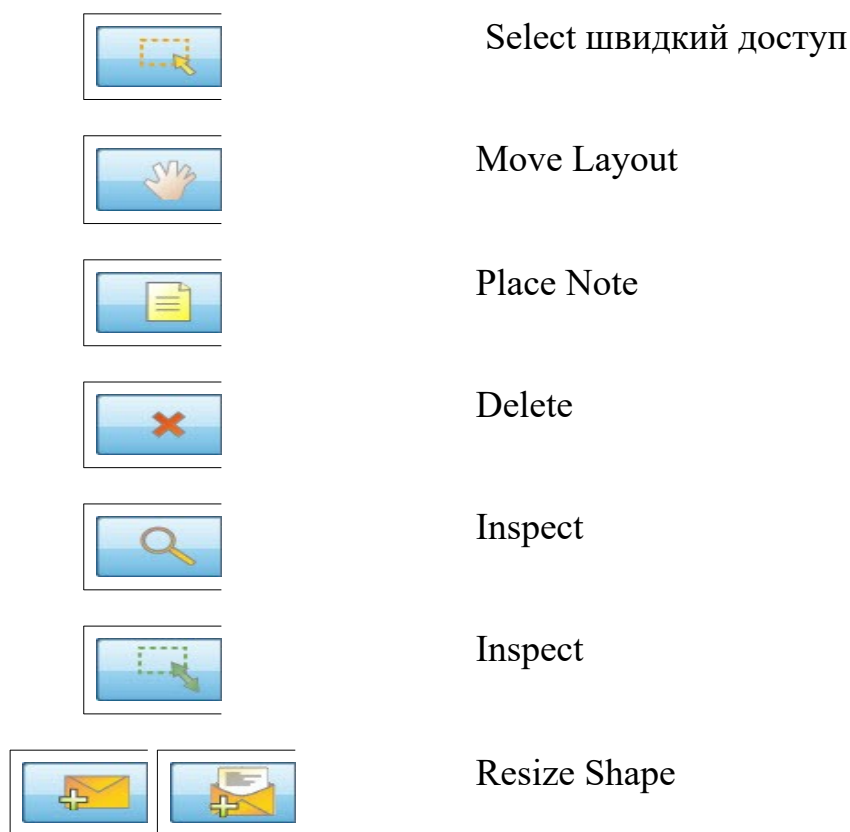 Select швидкий доступ
Move Layout
Place Note
Delete
Inspect
Inspect
Resize Shape